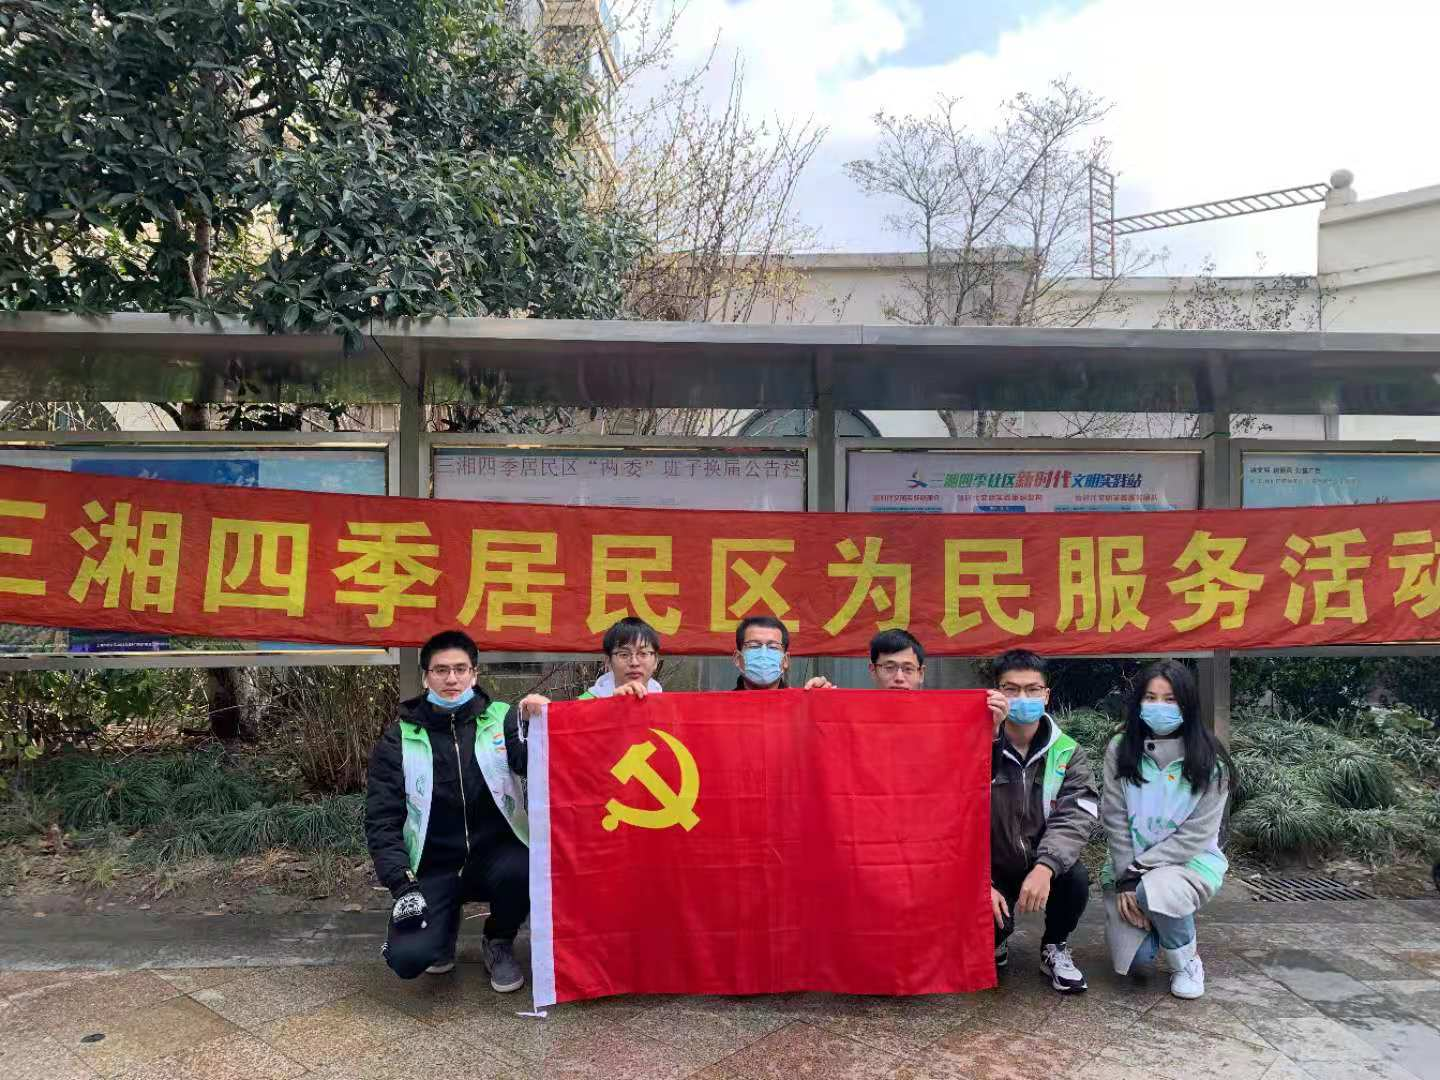 三湘四季居民区“两委”班子换届公告栏
三湘四季社区新时代文明实践站
三湘四季居民区为民服务活动